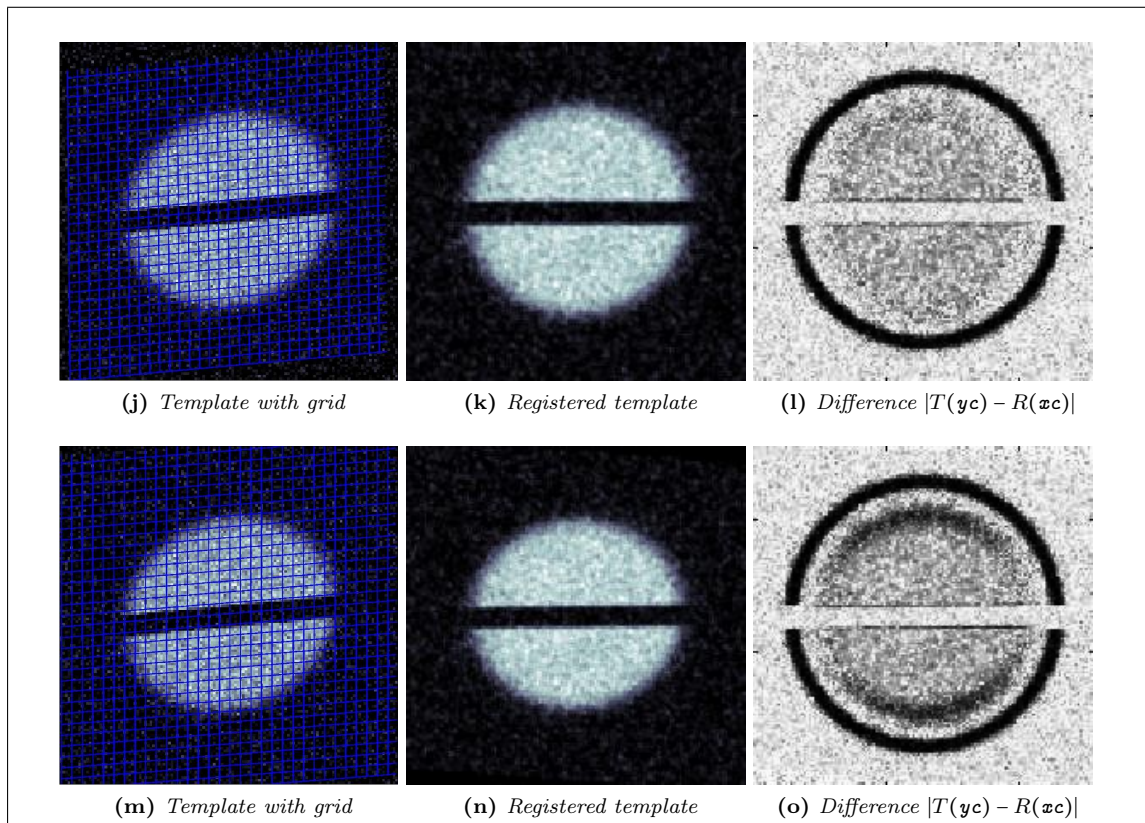 (j) Template with grid (k) Registered template (l) Difference |T(yc) – R(xc)|
(m) Template with grid (n) Registered template (o) Difference |T(yc) – R(xc)|